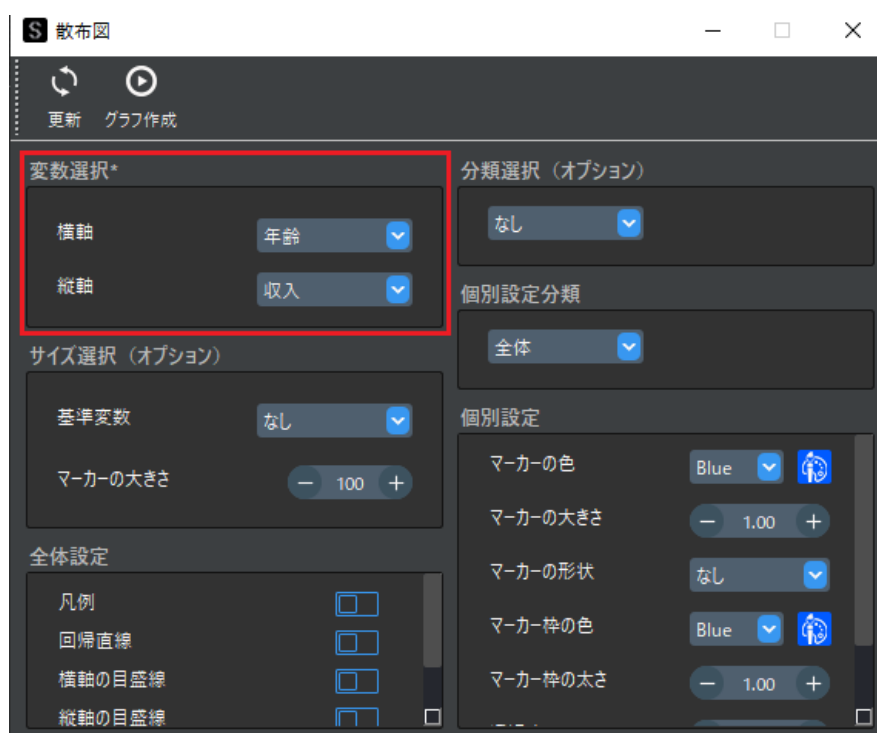 S 散布図
更新 グラフ作成
変数選択*
横軸 年齢
縦軸 収入
サイズ選択（オプション）
基準変数 なし
マーカーの大きさ － 100 +
全体設定
凡例
回帰直線
横軸の目盛線
縦軸の目盛線
分類選択（オプション）
なし
個別設定分類
全体
個別設定
マーカーの色 Blue
マーカーの大きさ － 1.00 +
マーカーの形状 なし
マーカー枠の色 Blue
マーカー枠の太さ － 1.00 +